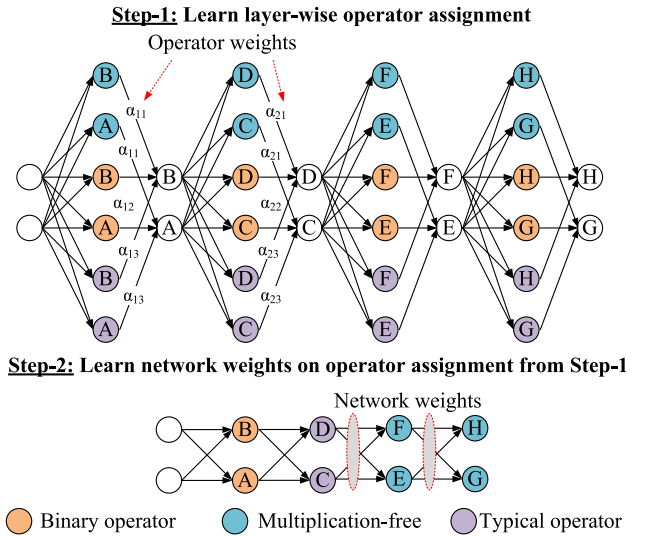 Step-1: Learn layer-wise operator assignment
Operator weights
B D F H
α11 α21
A C E G
α11 α21
B B D D F F H H
α12 α22
A A C C E E G G
α13 α23
B D F H
α13 α23
A C E G
Step-2: Learn network weights on operator assignment from Step-1
Network weights
B D F H
A C E G
Binary operator Multiplication-free Typical operator